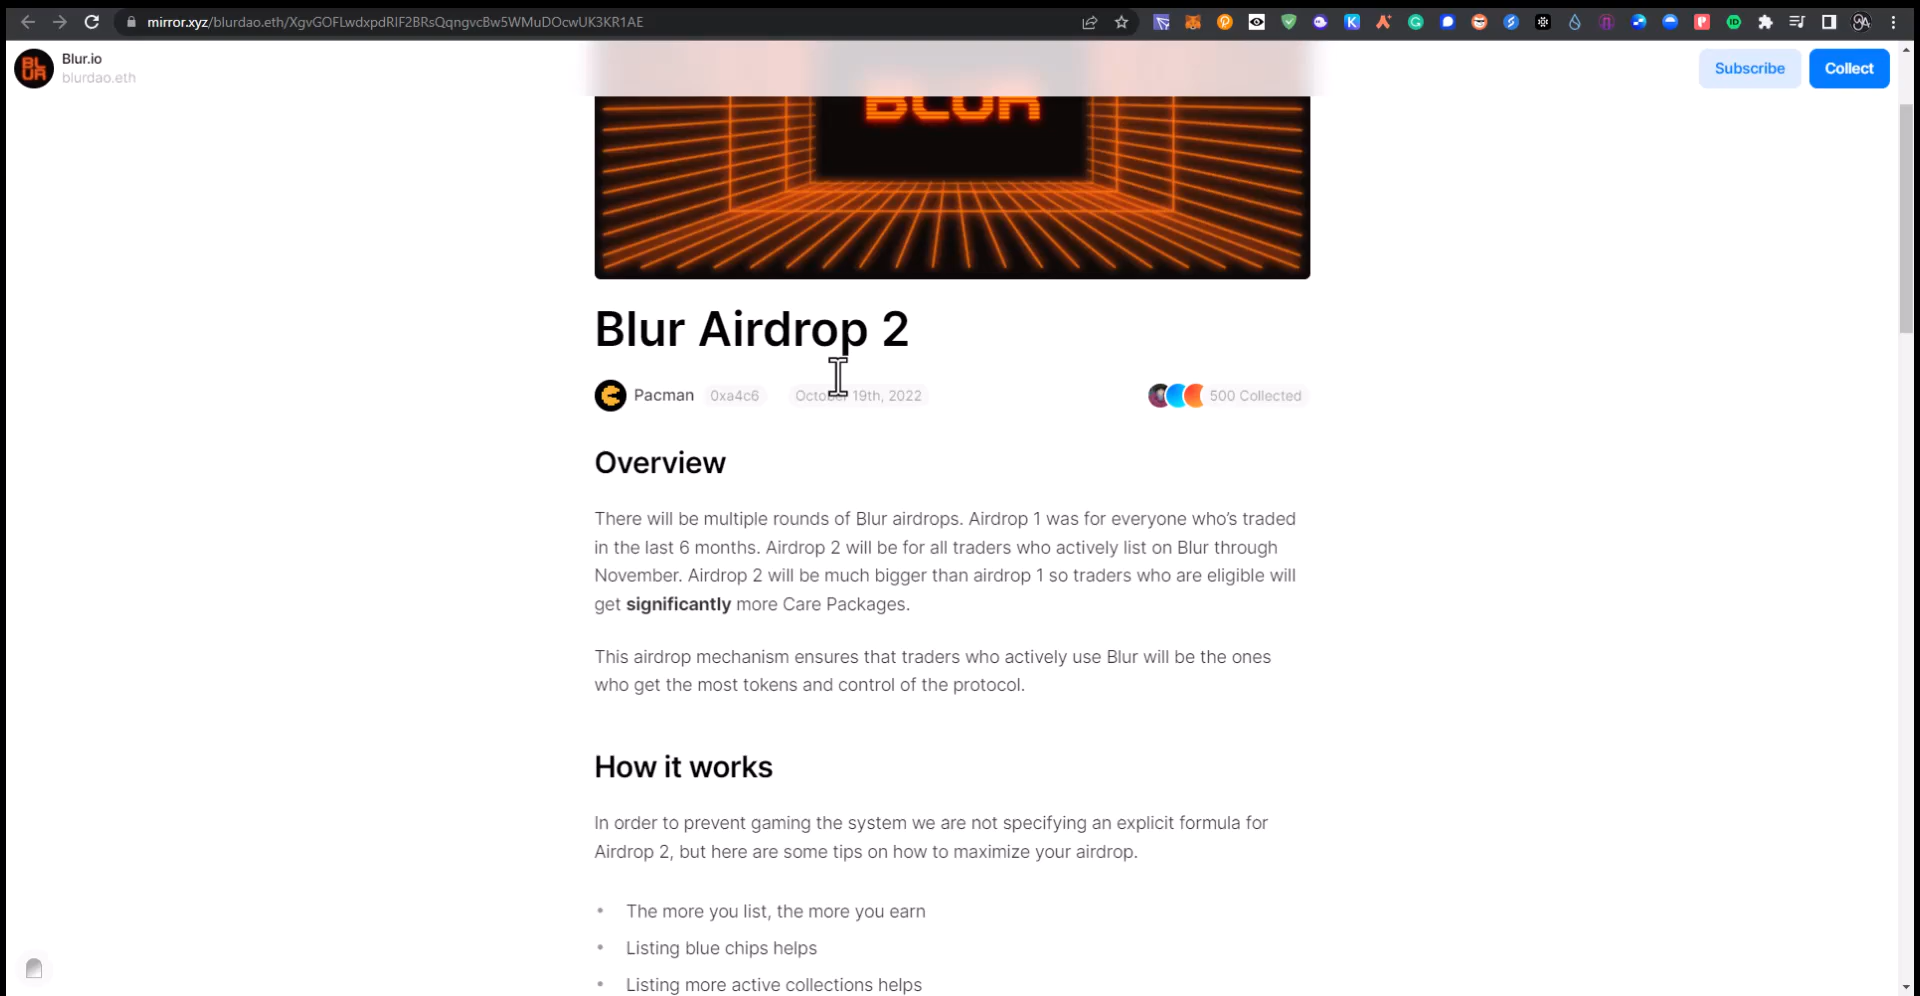 mirror.xyz/blurdao.eth/XgvGOFLwdxpdRIF2BRsQqngvcBw5WMuDOcwUK3KR1AE
Blur.io
blurdao.eth
Subscribe
Collect
BLUR
Blur Airdrop 2
Pacman 0xa4c6 October 19th, 2022 500 Collected
Overview
There will be multiple rounds of Blur airdrops. Airdrop 1 was for everyone who's traded
in the last 6 months. Airdrop 2 will be for all traders who actively list on Blur through
November. Airdrop 2 will be much bigger than airdrop 1 so traders who are eligible will
get significantly more Care Packages.
This airdrop mechanism ensures that traders who actively use Blur will be the ones
who get the most tokens and control of the protocol.
How it works
In order to prevent gaming the system we are not specifying an explicit formula for
Airdrop 2, but here are some tips on how to maximize your airdrop.
• The more you list, the more you earn
• Listing blue chips helps
• Listing more active collections helps